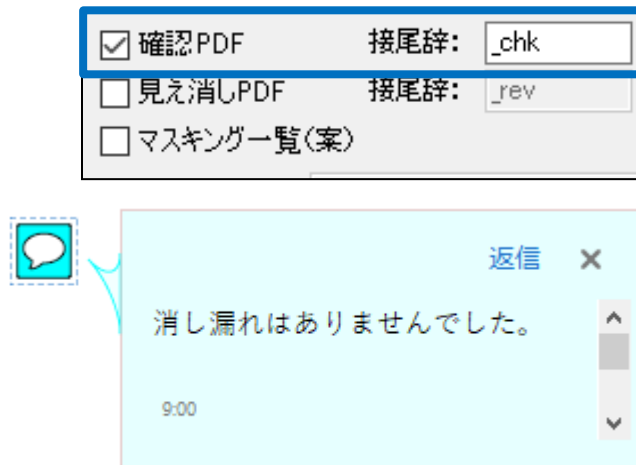 確認PDF 接尾辞: _chk
見え消しPDF 接尾辞: _rev
マスキング一覧(案)
返信 ×
消し漏れはありませんでした。
9:00